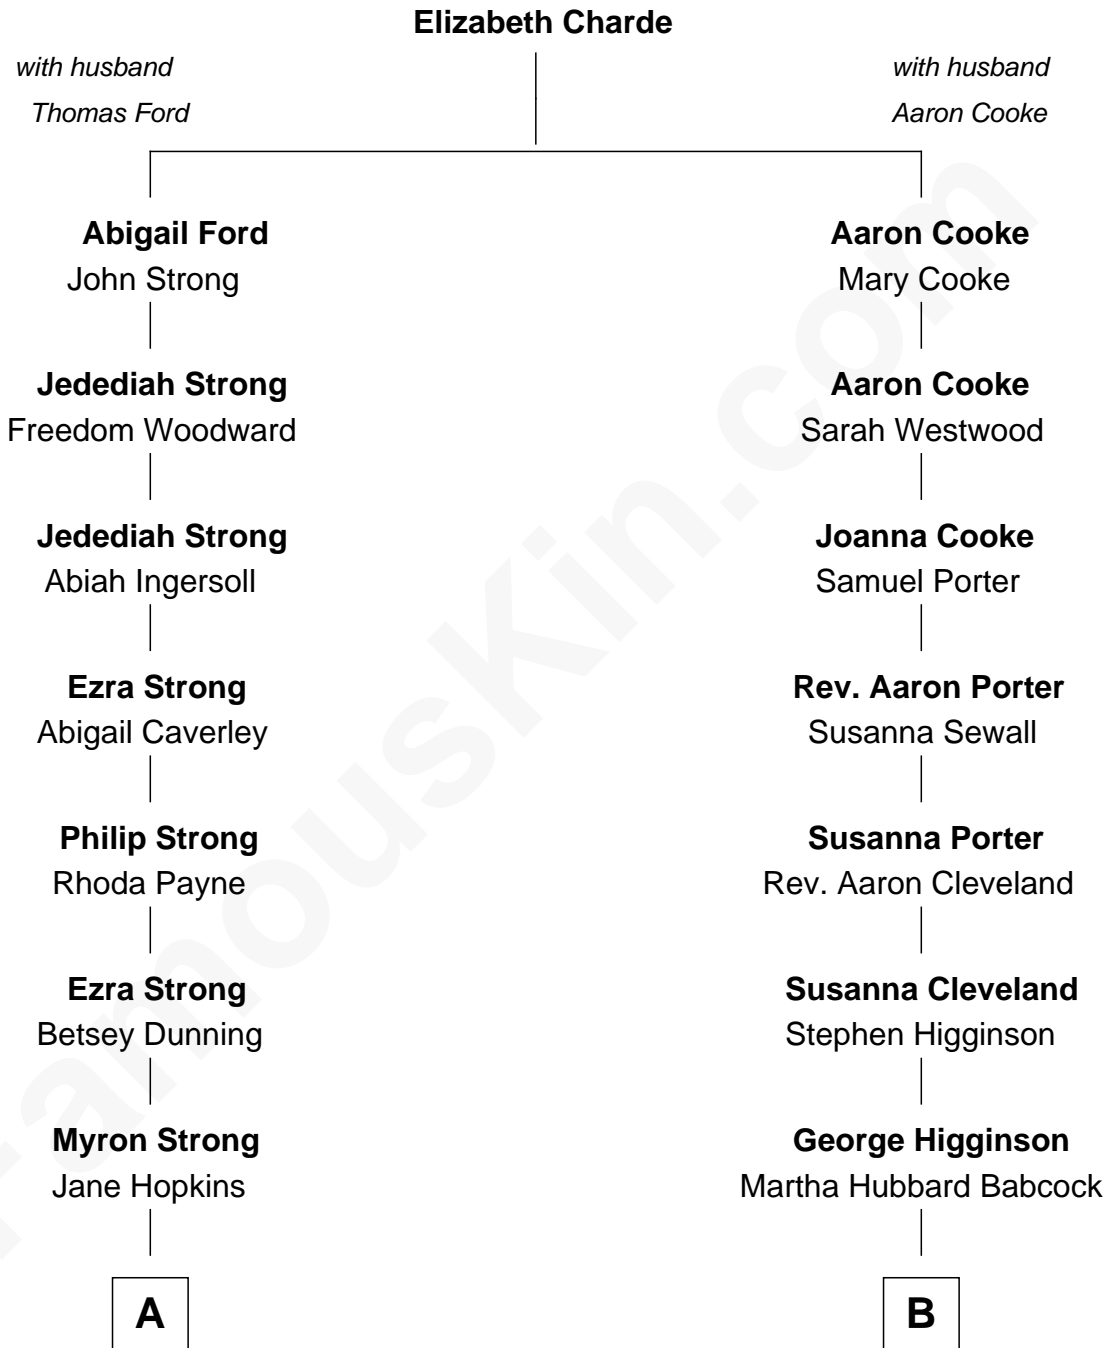 Elizabeth Charde
with husband
Thomas Ford
with husband
Aaron Cooke
Abigail Ford
John Strong
Aaron Cooke
Mary Cooke
Jedediah Strong
Freedom Woodward
Aaron Cooke
Sarah Westwood
Jedediah Strong
Abiah Ingersoll
Joanna Cooke
Samuel Porter
Ezra Strong
Abigail Caverley
Rev. Aaron Porter
Susanna Sewall
Philip Strong
Rhoda Payne
Susanna Porter
Rev. Aaron Cleveland
Ezra Strong
Betsey Dunning
Susanna Cleveland
Stephen Higginson
Myron Strong
Jane Hopkins
George Higginson
Martha Hubbard Babcock
A
B
FamousKin.com